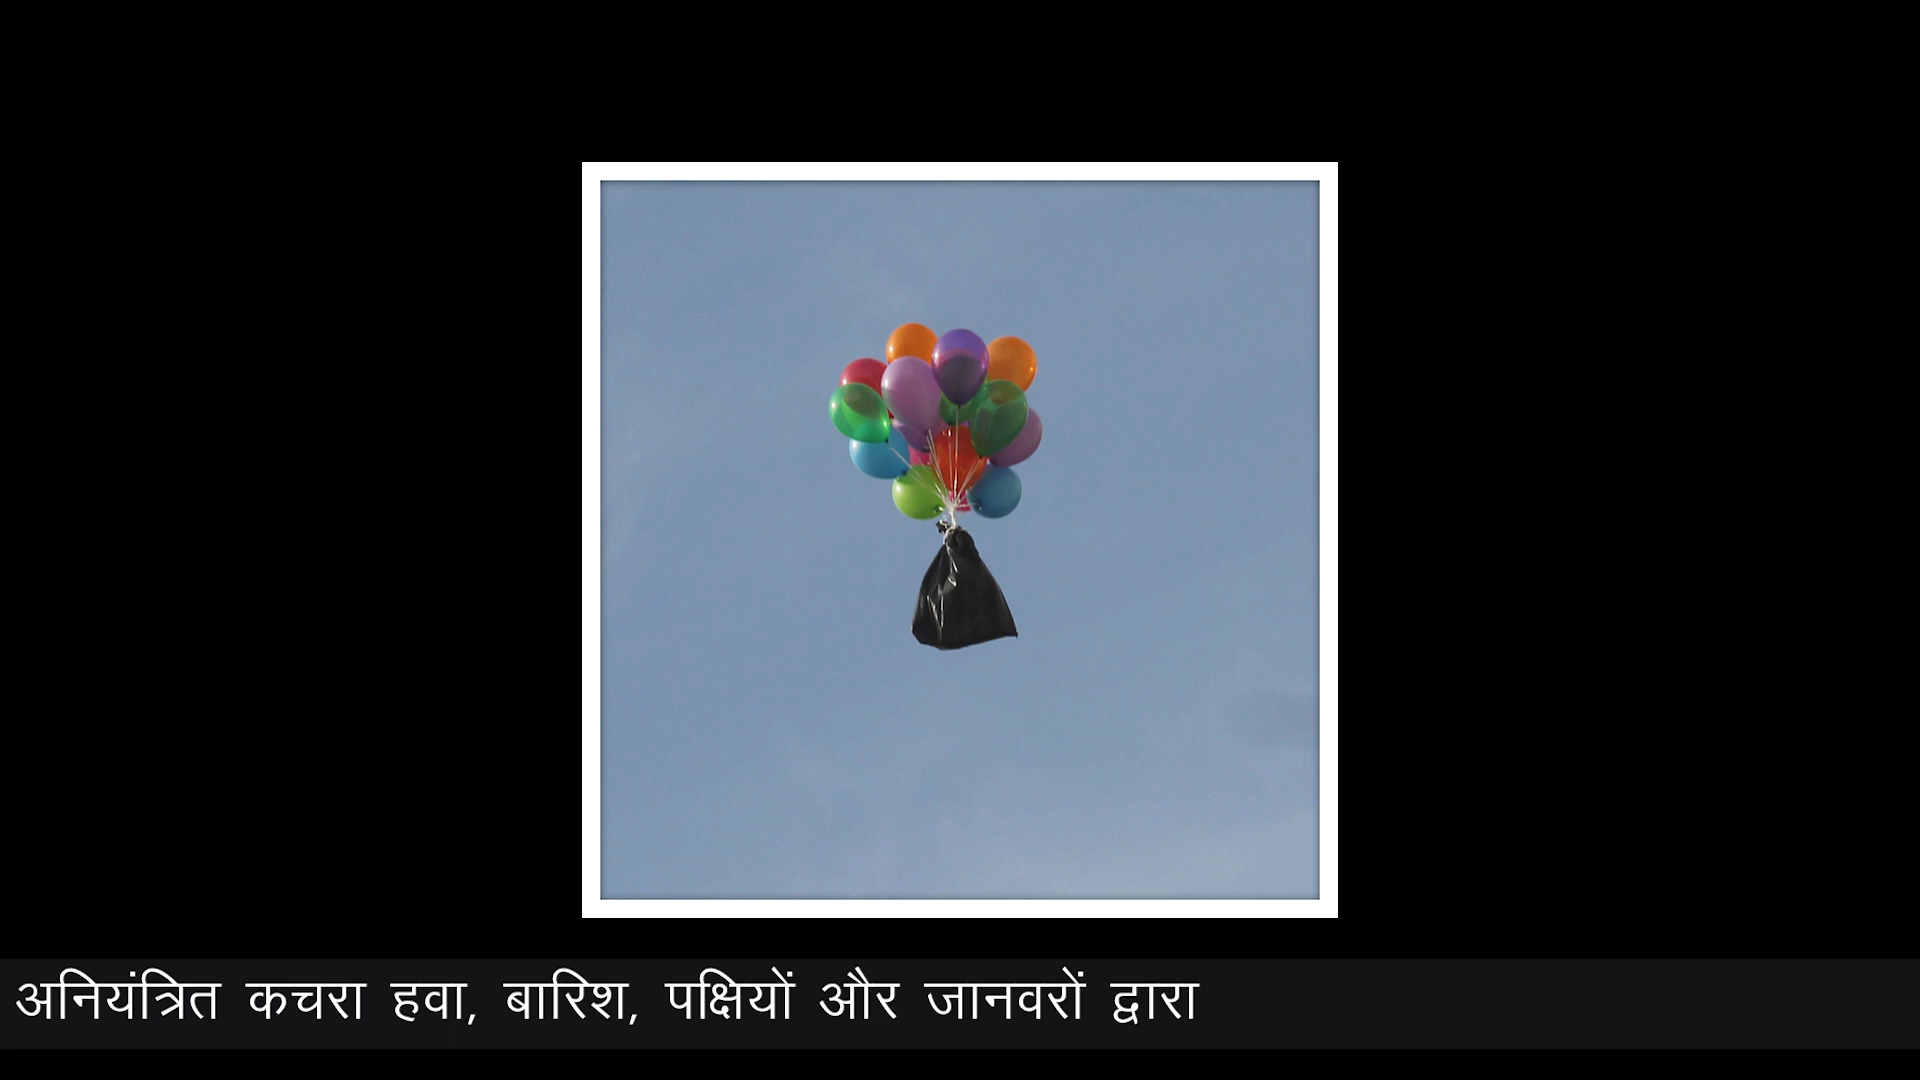 अनियंत्रित कचरा हवा, बारिश, पक्षियों और जानवरों द्वारा